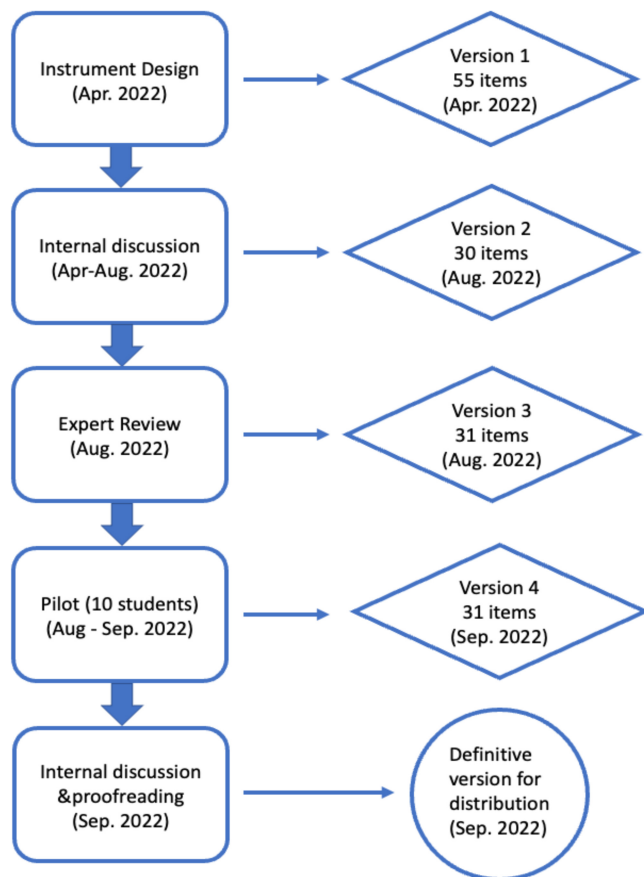 Instrument Design
(Apr. 2022)
Version 1
55 items
(Apr. 2022)
Internal discussion
(Apr-Aug. 2022)
Version 2
30 items
(Aug. 2022)
Expert Review
(Aug. 2022)
Version 3
31 items
(Aug. 2022)
Pilot (10 students)
(Aug - Sep. 2022)
Version 4
31 items
(Sep. 2022)
Internal discussion
&proofreading
(Sep. 2022)
Definitive
version for
distribution
(Sep. 2022)